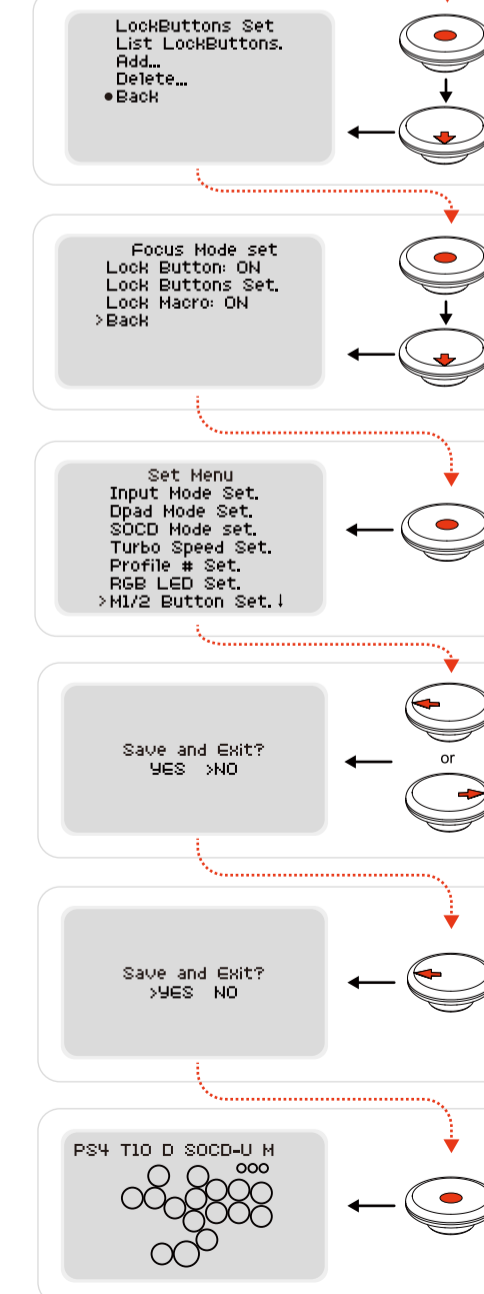 LockButtons Set
List LockButtons.
Add...
Delete...
●Back
Focus Mode set
Lock Button: ON
Lock Buttons Set.
Lock Macro: ON
>Back
Set Menu
Input Mode Set.
Dpad Mode Set.
SOCD Mode set.
Turbo Speed Set.
Profile # Set.
RGB LED Set.
>M1/2 Button Set.↓
Save and Exit?
YES >NO
or
Save and Exit?
>YES NO
PS4 T10 D SOCD-U M